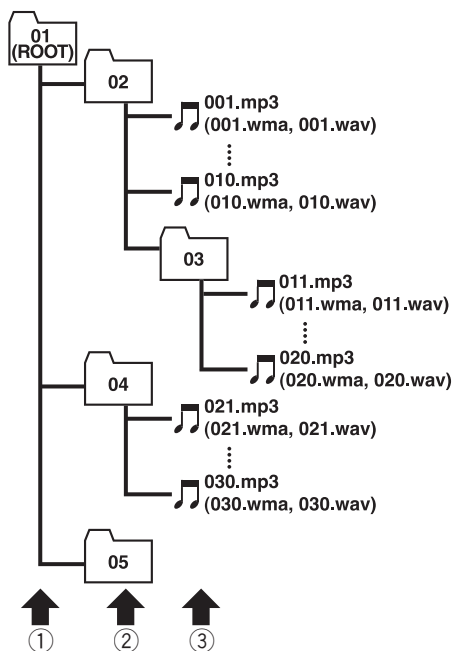 01
(ROOT)
02
001.mp3
(001.wma, 001.wav)
010.mp3
(010.wma, 010.wav)
03
011.mp3
(011.wma, 011.wav)
020.mp3
(020.wma, 020.wav)
04
021.mp3
(021.wma, 021.wav)
030.mp3
(030.wma, 030.wav)
05
① ② ③